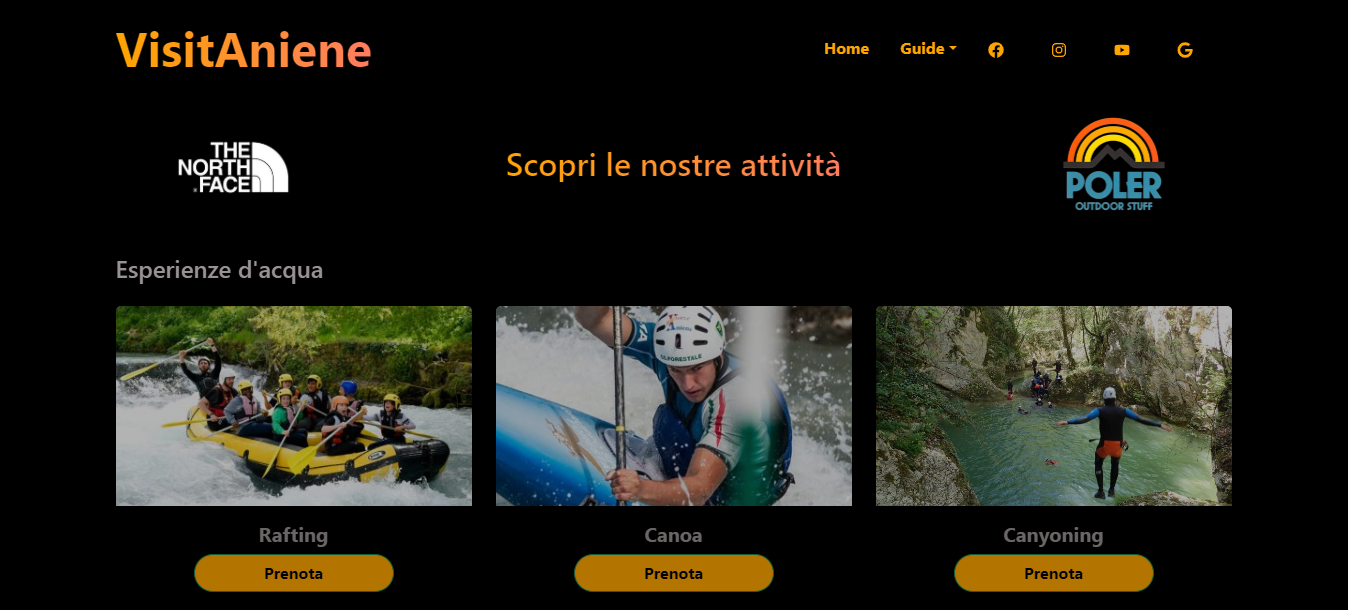 VisitAniene
Home Guide
THE
NORTH
FACE
Scopri le nostre attività
POLER
OUTDOOR STUFF
Esperienze d'acqua
Rafting
Canoa
Canyoning
Prenota
Prenota
Prenota